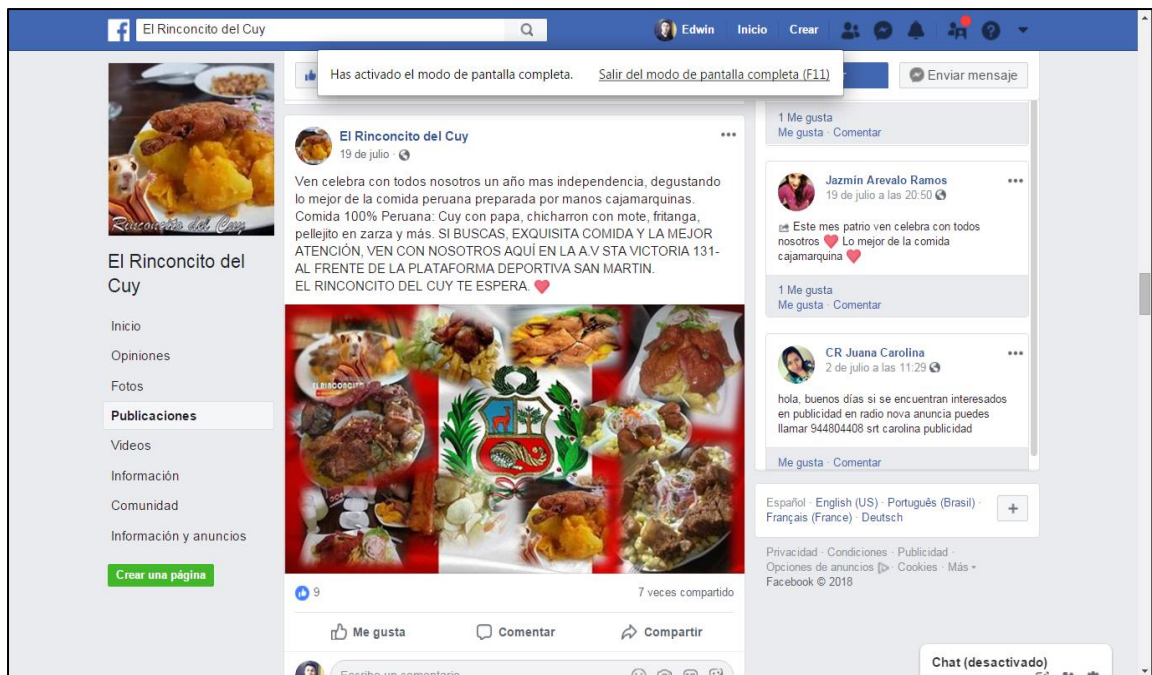 El Rinconcito del Cuy
Edwin Inicio Crear
Has activado el modo de pantalla completa. Salir del modo de pantalla completa (F11)
Enviar mensaje
Rinconcito del Cuy
El Rinconcito del
Cuy
Inicio
Opiniones
Fotos
Publicaciones
Videos
Información
Comunidad
Información y anuncios
Crear una página
El Rinconcito del Cuy
19 de julio ·
Ven celebra con todos nosotros un año mas independencia, degustando
lo mejor de la comida peruana preparada por manos cajamarquinas.
Comida 100% Peruana: Cuy con papa, chicharron con mote, fritanga,
pellejito en zarza y más. SI BUSCAS, EXQUISITA COMIDA Y LA MEJOR
ATENCIÓN, VEN CON NOSOTROS AQUÍ EN LA A.V STA VICTORIA 131-
AL FRENTE DE LA PLATAFORMA DEPORTIVA SAN MARTIN.
EL RINCONCITO DEL CUY TE ESPERA. ❤
EL RINCONCITO
9 7 veces compartido
Me gusta Comentar Compartir
Escribe un comentario
1 Me gusta
Me gusta · Comentar
Jazmín Arevalo Ramos
19 de julio a las 20:50
Este mes patrio ven celebra con todos
nosotros ❤ Lo mejor de la comida
cajamarquina ❤
1 Me gusta
Me gusta · Comentar
CR Juana Carolina
2 de julio a las 11:29
hola, buenos días si se encuentran interesados
en publicidad en radio nova anuncia puedes
llamar 944804408 srt carolina publicidad
Me gusta · Comentar
Español · English (US) · Português (Brasil) ·
Français (France) · Deutsch
Privacidad · Condiciones · Publicidad ·
Opciones de anuncios · Cookies · Más
Facebook © 2018
Chat (desactivado)